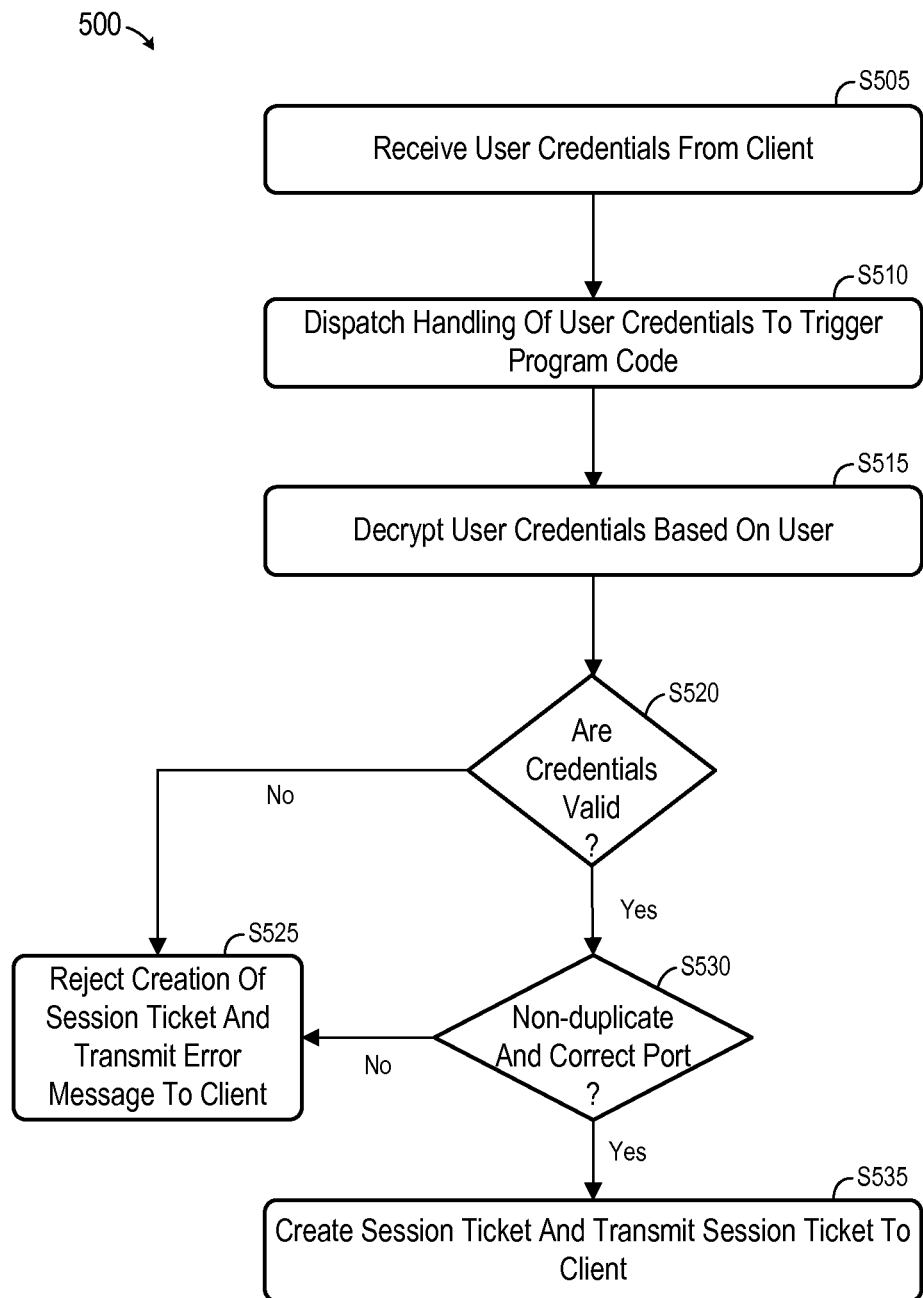 500
S505
Receive User Credentials From Client
S510
Dispatch Handling Of User Credentials To Trigger
Program Code
S515
Decrypt User Credentials Based On User
S520
Are
Credentials
Valid
?
No
Yes
S525
Reject Creation Of
Session Ticket And
Transmit Error
Message To Client
S530
Non-duplicate
And Correct Port
?
No
Yes
S535
Create Session Ticket And Transmit Session Ticket To
Client